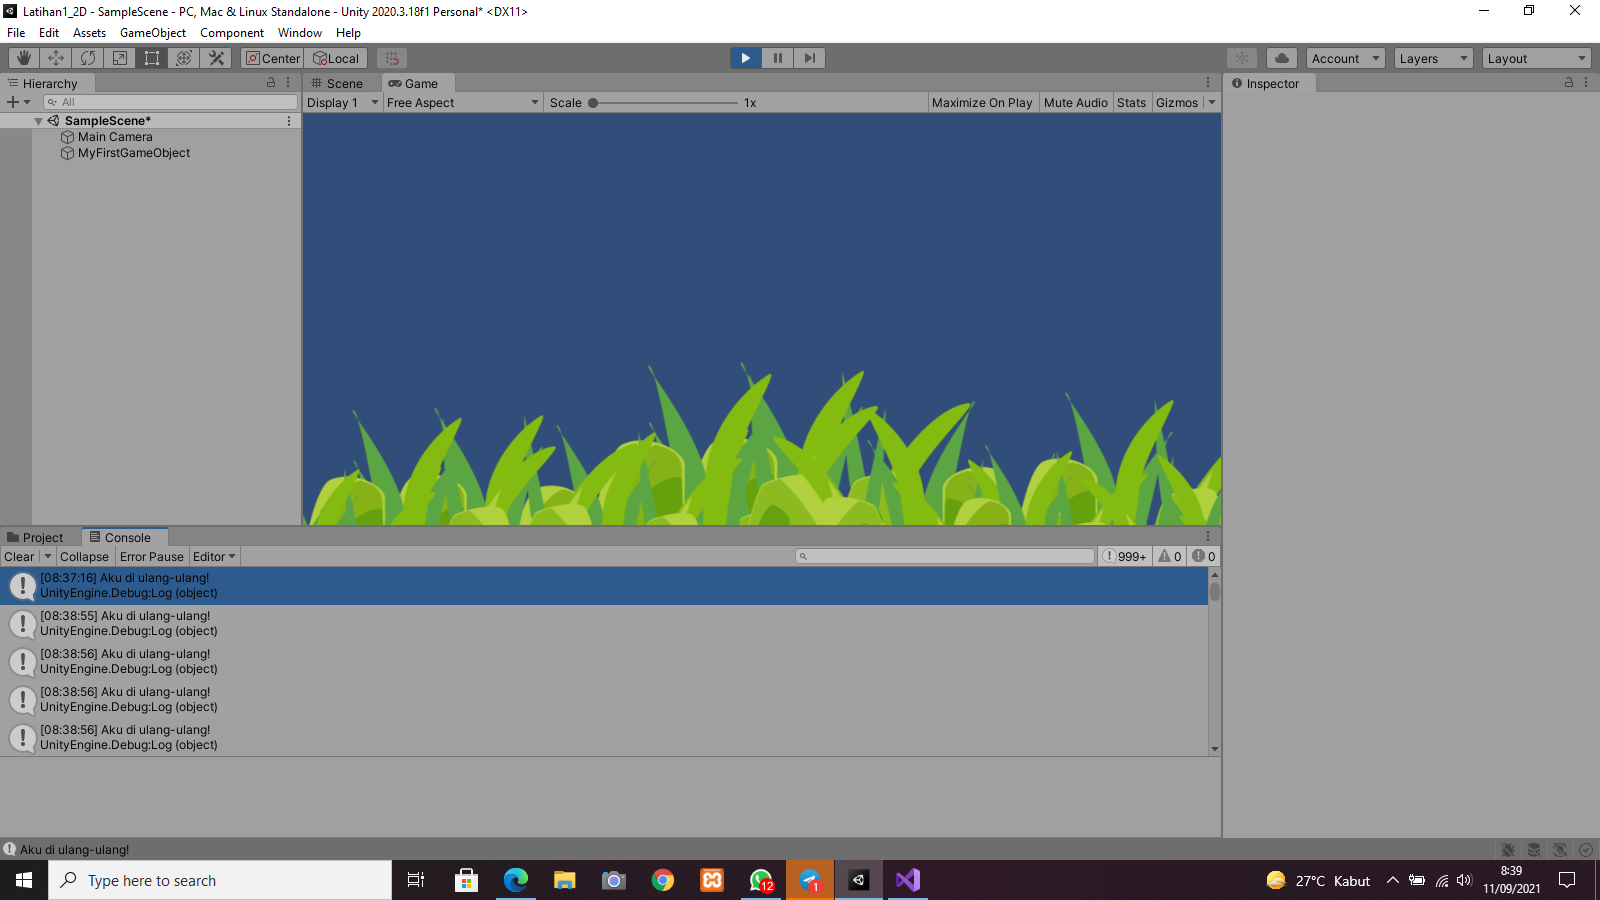 Latihan1_2D - SampleScene - PC, Mac & Linux Standalone - Unity 2020.3.18f1 Personal* <DX11>
File Edit Assets GameObject Component Window Help
Center Local Account Layers Layout
Hierarchy Scene Game Inspector
All Display 1 Free Aspect Scale 1x Maximize On Play Mute Audio Stats Gizmos
SampleScene*
Main Camera
MyFirstGameObject
Project Console
Clear Collapse Error Pause Editor 999+ 0 0
[08:37:16] Aku di ulang-ulang!
UnityEngine.Debug:Log (object)
[08:38:55] Aku di ulang-ulang!
UnityEngine.Debug:Log (object)
[08:38:56] Aku di ulang-ulang!
UnityEngine.Debug:Log (object)
[08:38:56] Aku di ulang-ulang!
UnityEngine.Debug:Log (object)
[08:38:56] Aku di ulang-ulang!
UnityEngine.Debug:Log (object)
Aku di ulang-ulang!
Type here to search 12 1 27°C Kabut 8:39
11/09/2021